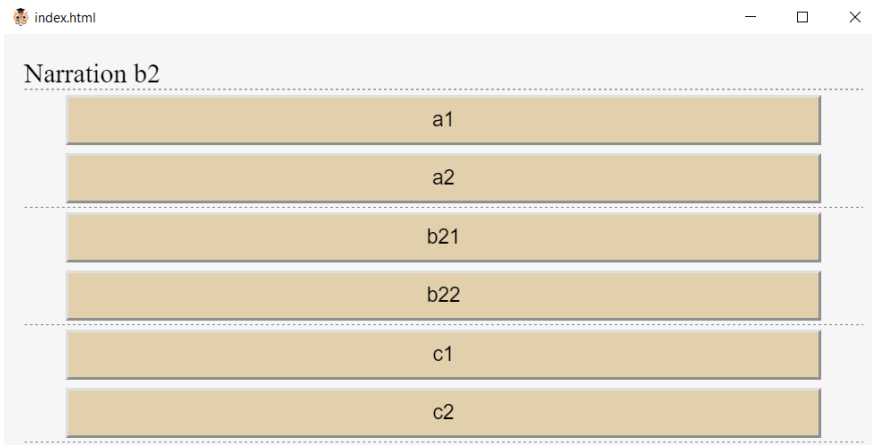 index.html
Narration b2
a1
a2
b21
b22
c1
c2